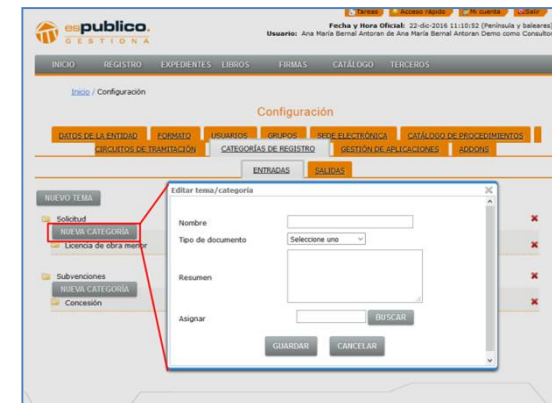 Tareas Acceso rápido Mi cuenta Salir
espublico.
GESTIONA
Fecha y Hora Oficial: 22-dic-2016 11:10:52 (Península y baleares)
Usuario: Ana María Bernal Antoran de Ana María Bernal Antoran Demo como Consultor
INICIO REGISTRO EXPEDIENTES LIBROS FIRMAS CATÁLOGO TERCEROS
Inicio / Configuración
Configuración
DATOS DE LA ENTIDAD FORMATO USUARIOS GRUPOS SEDE ELECTRÓNICA CATÁLOGO DE PROCEDIMIENTOS
CIRCUITOS DE TRAMITACIÓN CATEGORÍAS DE REGISTRO GESTIÓN DE APLICACIONES ADDONS
ENTRADAS SALIDAS
NUEVO TEMA
Solicitud
NUEVA CATEGORÍA
Licencia de obra menor
Subvenciones
NUEVA CATEGORÍA
Concesión
Editar tema/categoría
Nombre
Tipo de documento Seleccione uno
Resumen
Asignar BUSCAR
GUARDAR CANCELAR